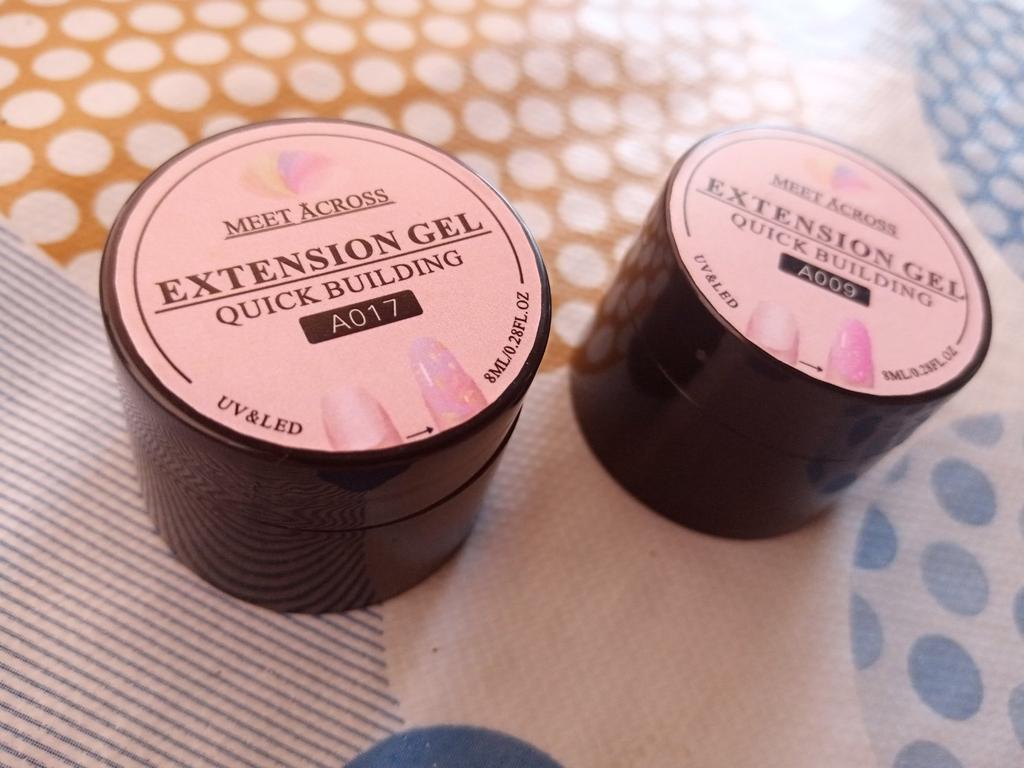 MEET ACROSS
EXTENSION GEL
QUICK BUILDING
A017
UV&LED
8ML/0.28FL.OZ
MEET ACROSS
EXTENSION GEL
QUICK BUILDING
A009
UV&LED
8ML/0.28FL.OZ